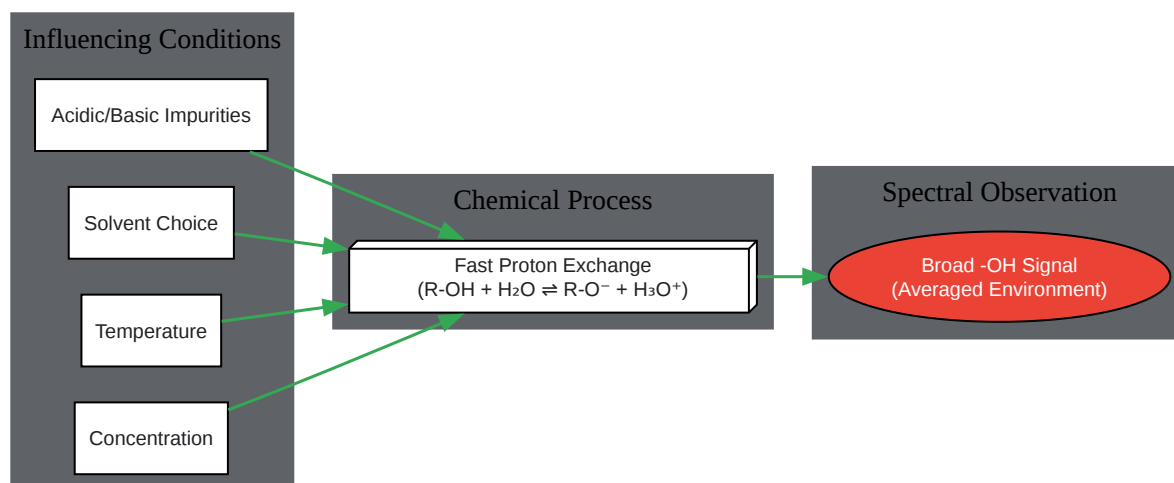 Influencing Conditions
Acidic/Basic Impurities
Solvent Choice
Temperature
Concentration
Chemical Process
Fast Proton Exchange
(R-OH + H₂O ⇌ R-O⁻ + H₃O⁺)
Spectral Observation
Broad -OH Signal
(Averaged Environment)